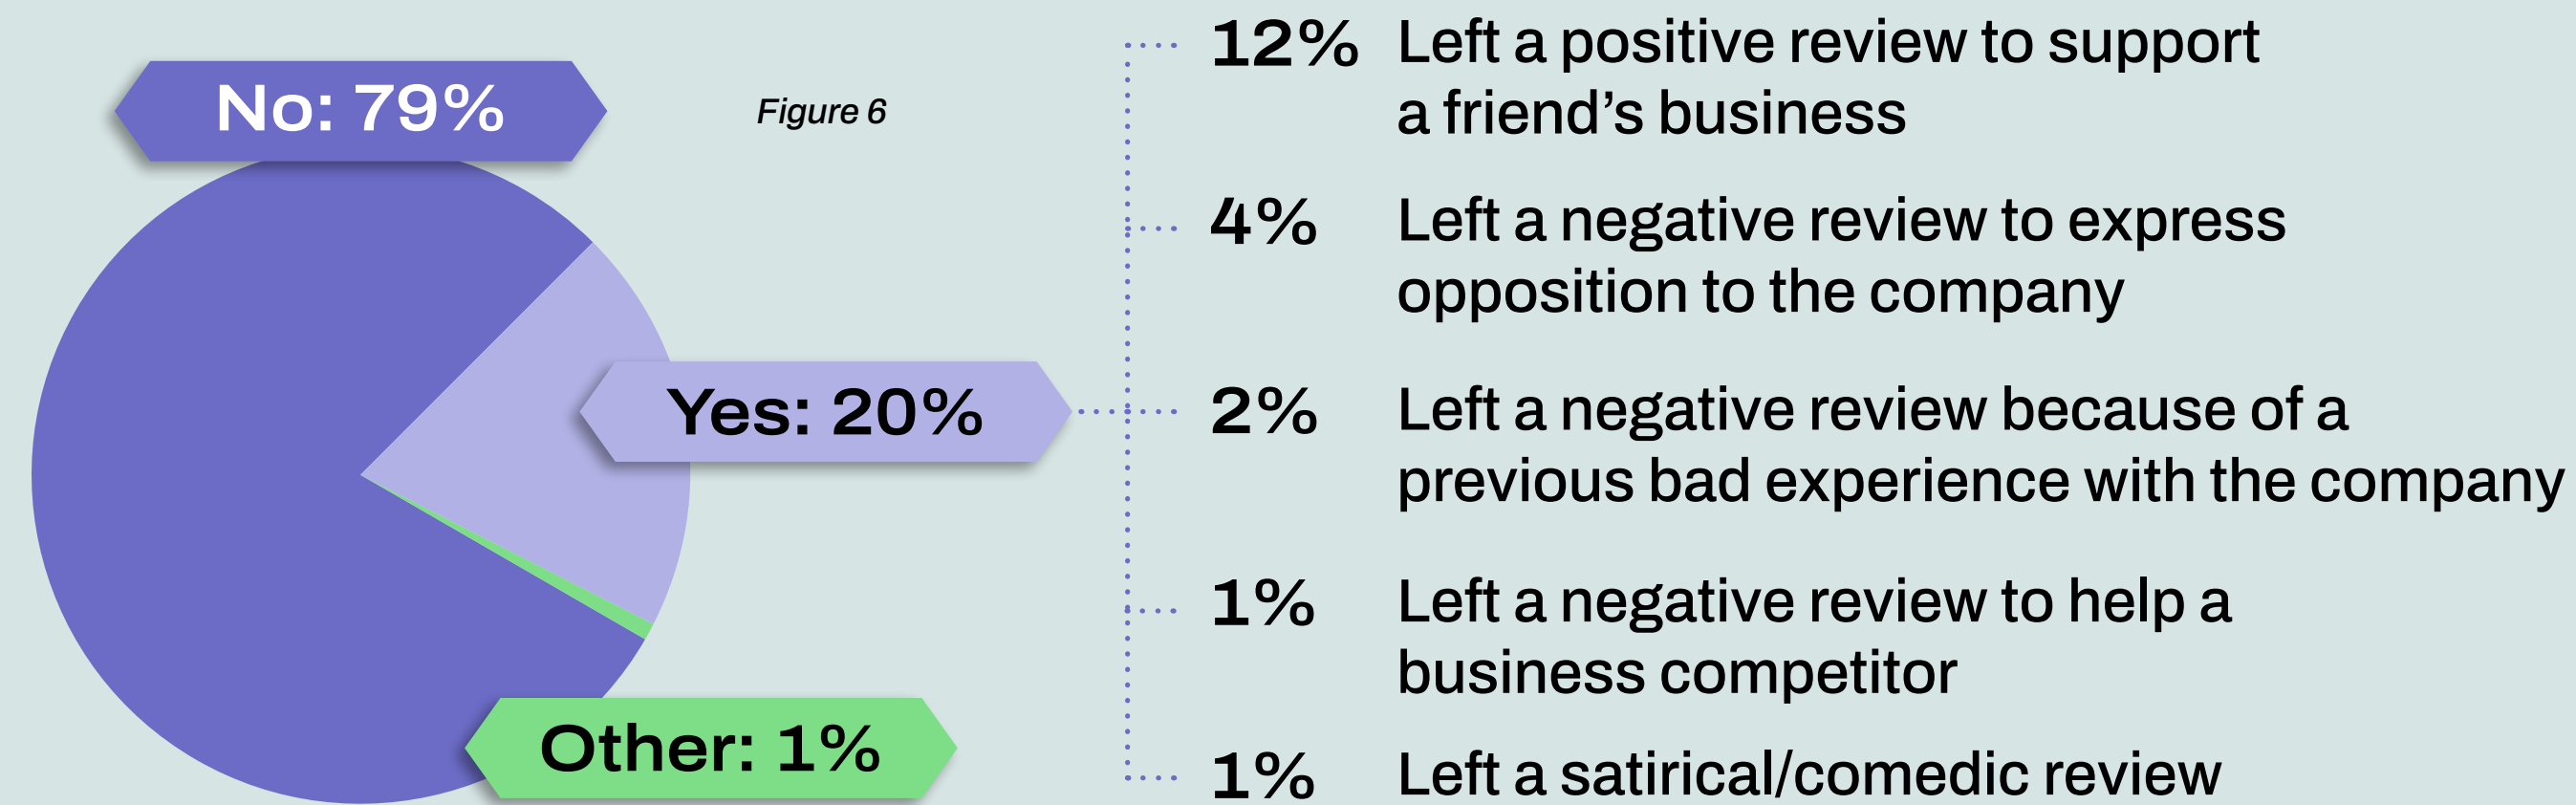 No: 79%
Figure 6
Yes: 20%
Other: 1%
12% Left a positive review to support
a friend’s business
4% Left a negative review to express
opposition to the company
2% Left a negative review because of a
previous bad experience with the company
1% Left a negative review to help a
business competitor
1% Left a satirical/comedic review